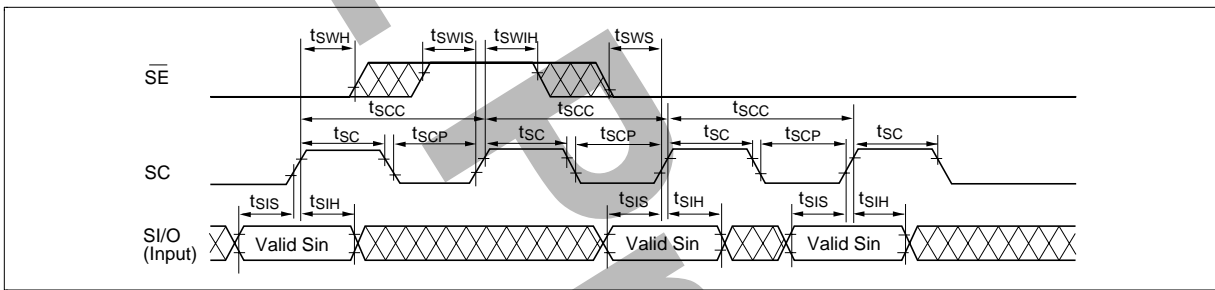 tSWH tSWIS tSWIH tSWS
SE
tSCC tSCC tSCC
tSC tSCP tSC tSCP tSC tSCP tSC
SC
tSIS tSIH tSIS tSIH tSIS tSIH
SI/O
(Input)
Valid Sin Valid Sin Valid Sin